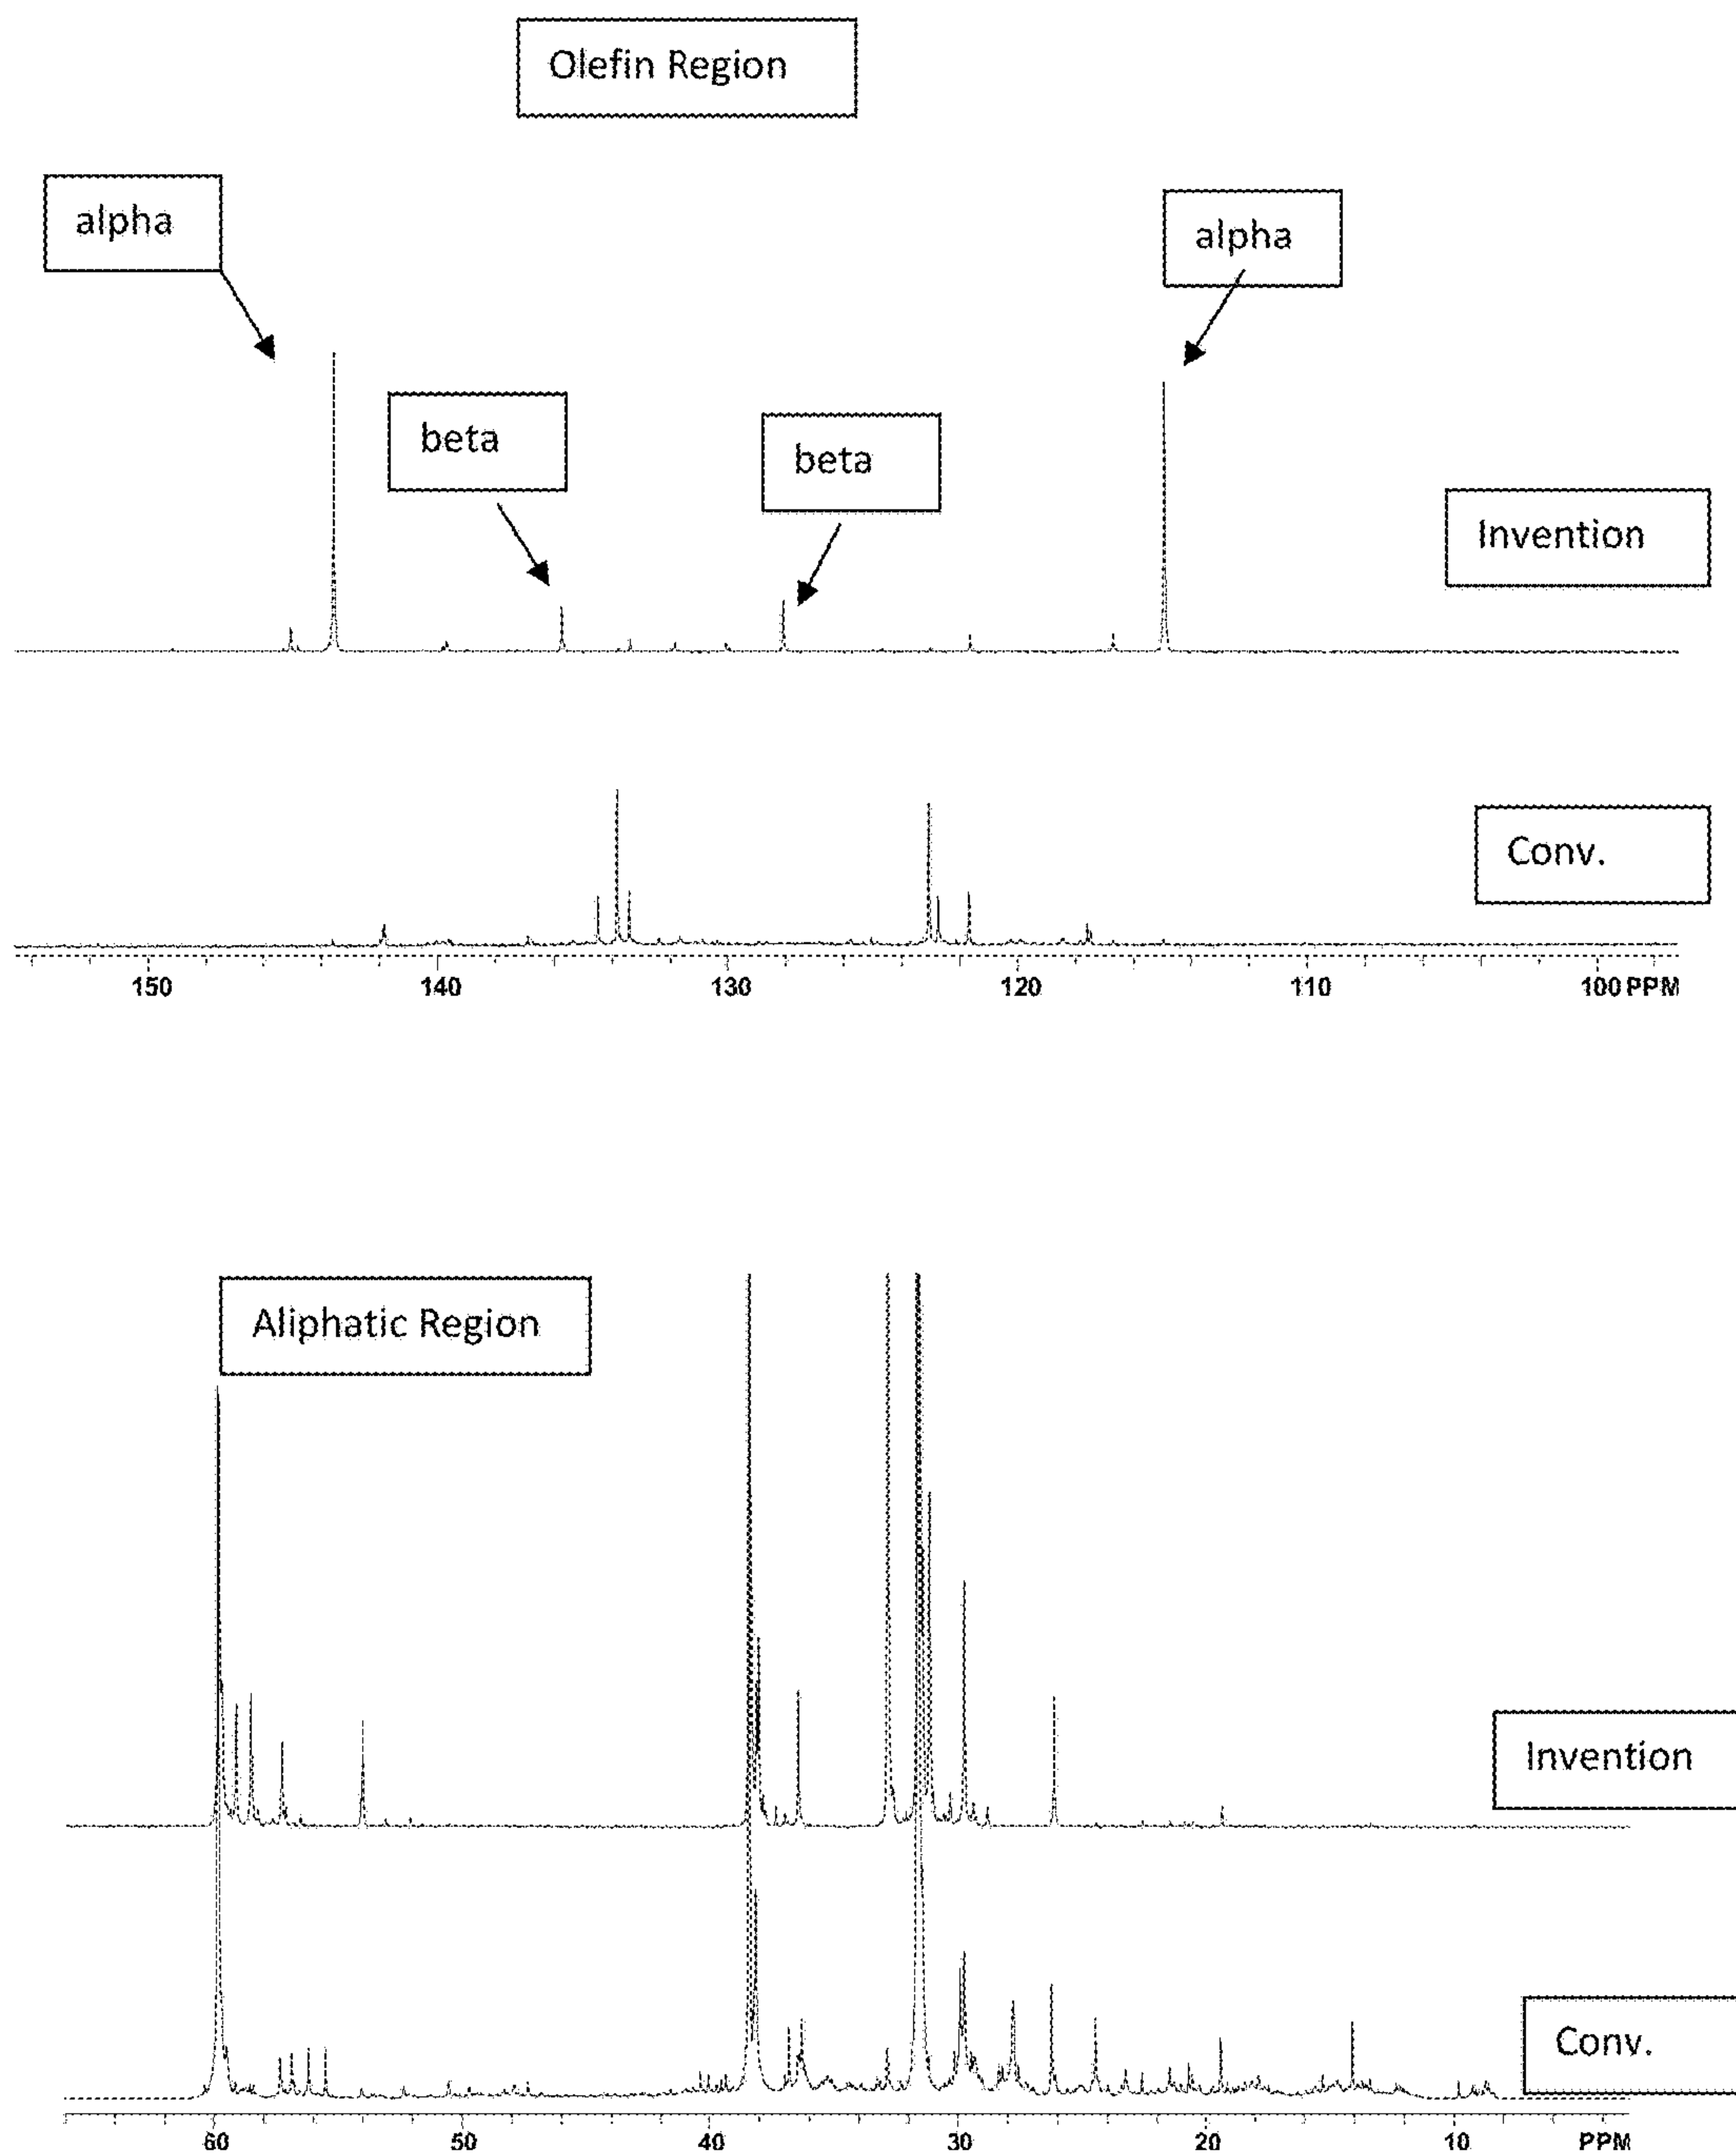 Olefin Region
alpha
alpha
beta
beta
Invention
Conv.
150 140 130 120 110 100 PPM
Aliphatic Region
Invention
Conv.
60 50 40 30 20 10 PPM